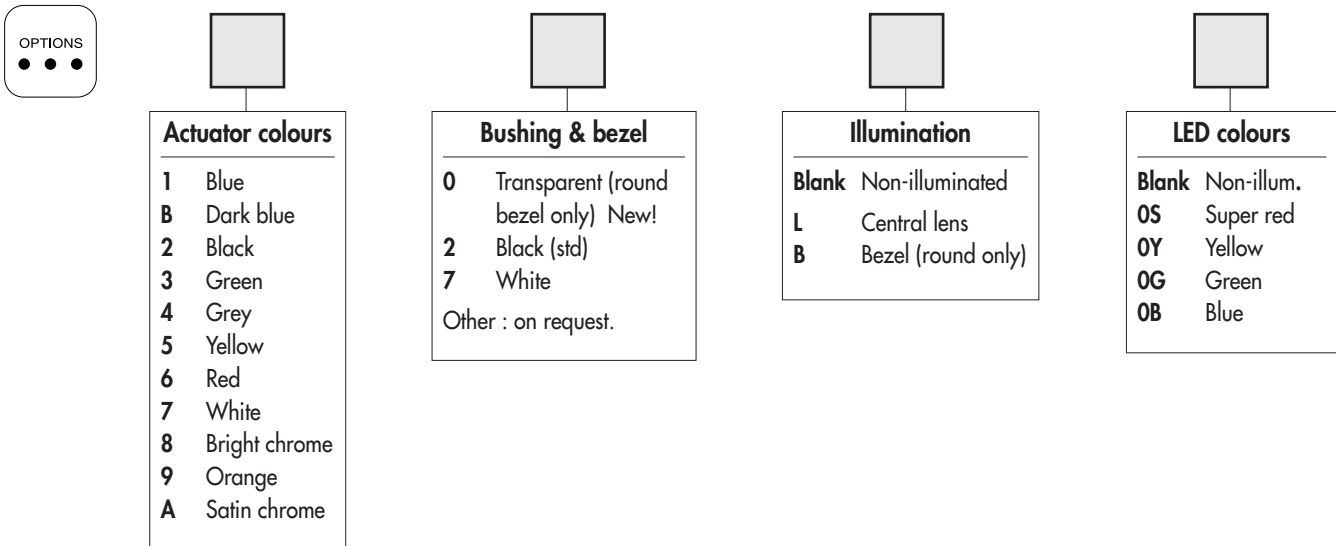 OPTIONS
Actuator colours
1 Blue
B Dark blue
2 Black
3 Green
4 Grey
5 Yellow
6 Red
7 White
8 Bright chrome
9 Orange
A Satin chrome
Bushing & bezel
0 Transparent (round
bezel only) New!
2 Black (std)
7 White
Other : on request.
Illumination
Blank Non-illuminated
L Central lens
B Bezel (round only)
LED colours
Blank Non-illum.
0S Super red
0Y Yellow
0G Green
0B Blue